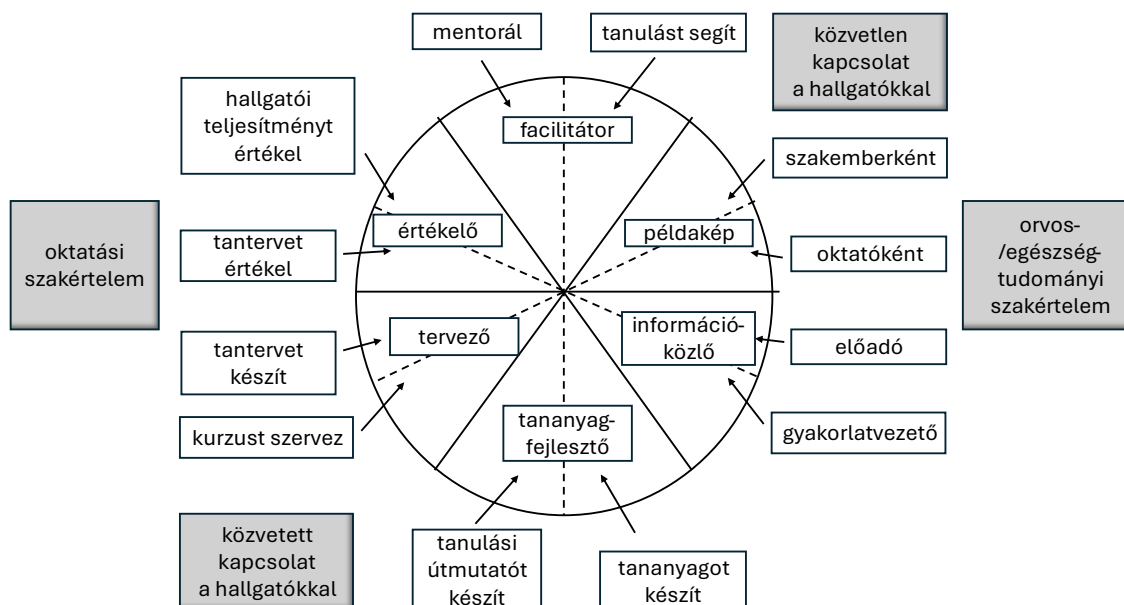 mentorál
tanulást segít
közvetlen
kapcsolat
a hallgatókkal
hallgatói
teljesítményt
értékel
facilitátor
szakemberként
oktatási
szakértelem
tantervet
értékel
értékelő
példakép
oktatóként
orvos-
/egészség-
tudományi
szakértelem
tantervet
készít
tervező
információ-
közlő
előadó
kurzust szervez
tananyag-
fejlesztő
gyakorlatvezető
közvetett
kapcsolat
a hallgatókkal
tanulási
útmutatót
készít
tananyagot
készít